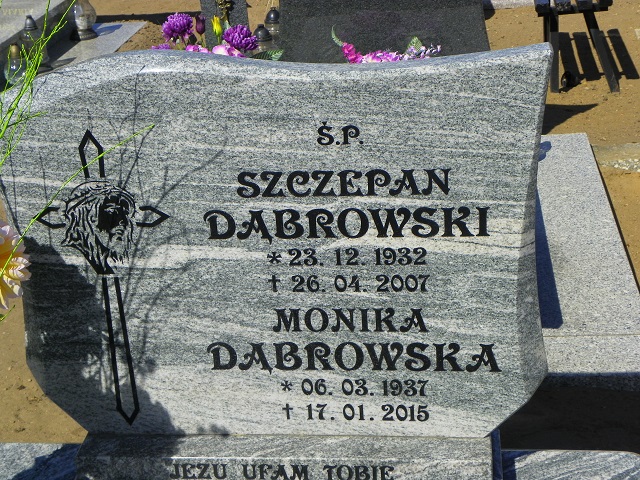 Ś.P.
SZCZEPAN
DĄBROWSKI
* 23. 12. 1932
† 26. 04. 2007
MONIKA
DĄBROWSKA
* 06. 03. 1937
† 17. 01. 2015
JEZU UFAM TOBIE